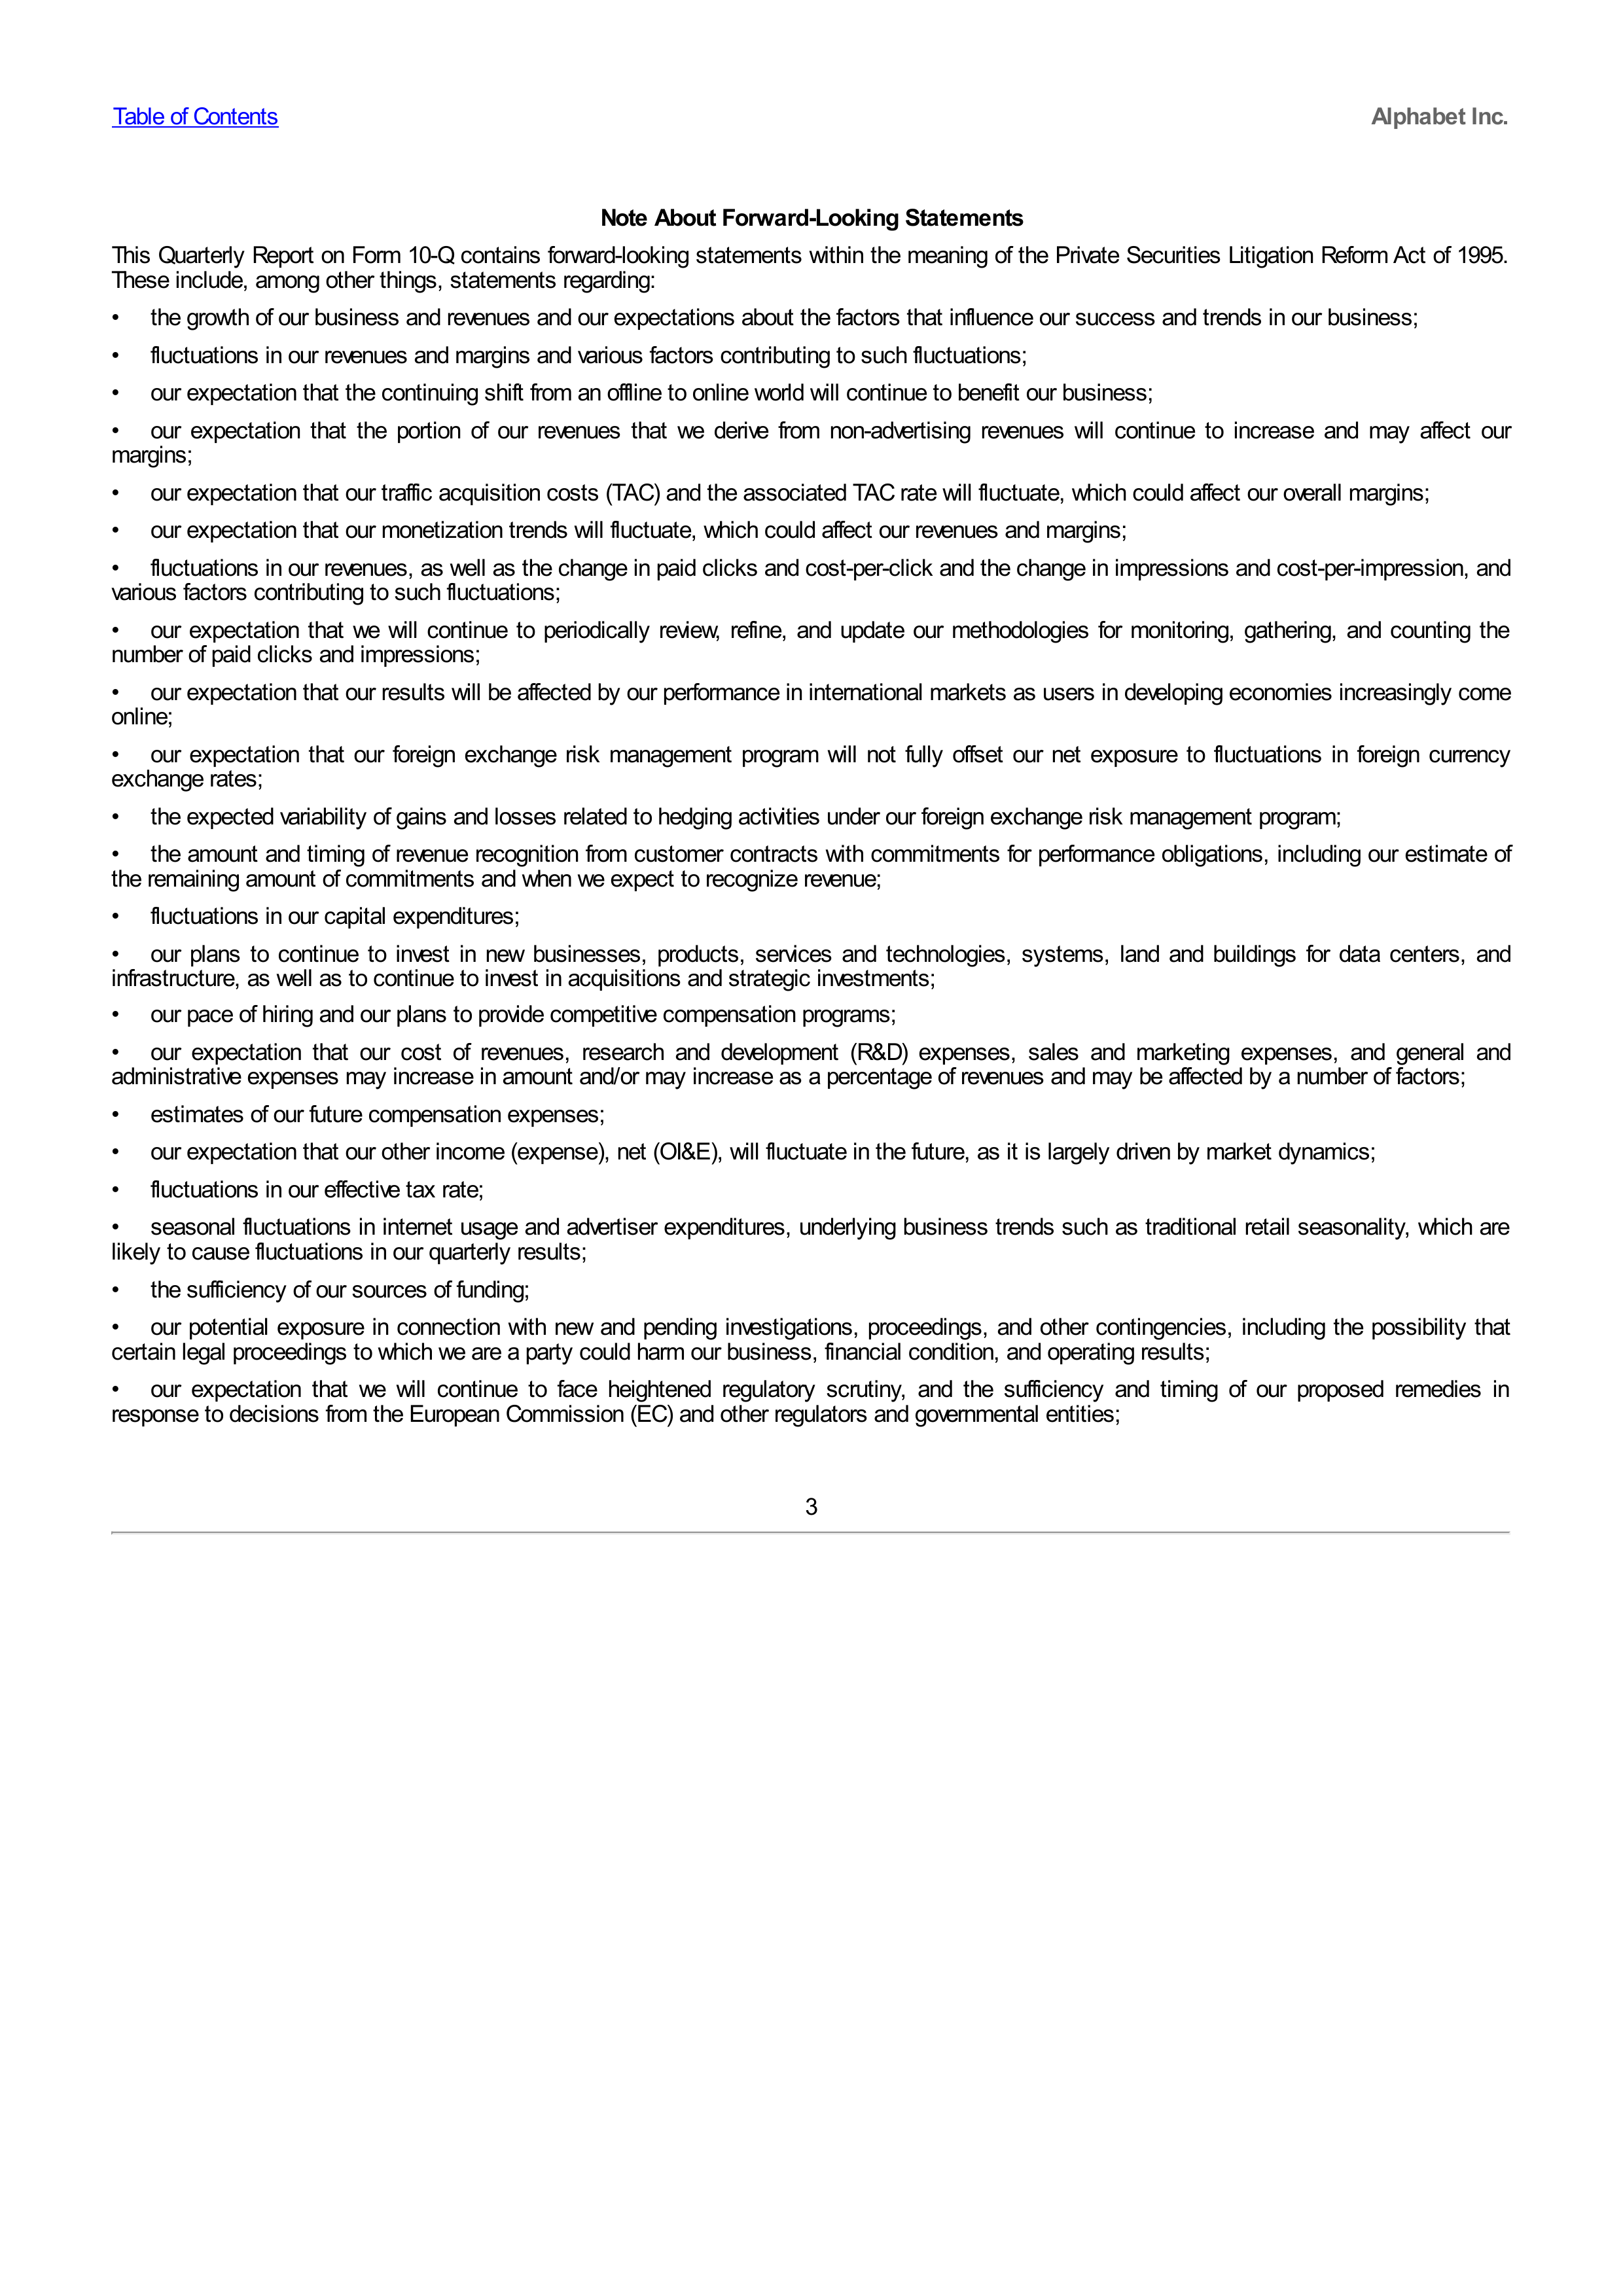 Table of Contents Alphabet Inc.
Note About Forward-Looking Statements
This Quarterly Report on Form 10-Q contains forward-looking statements within the meaning of the Private Securities Litigation Reform Act of 1995.
These include, among other things, statements regarding:
• the growth of our business and revenues and our expectations about the factors that influence our success and trends in our business;
• fluctuations in our revenues and margins and various factors contributing to such fluctuations;
• our expectation that the continuing shift from an offline to online world will continue to benefit our business;
• our expectation that the portion of our revenues that we derive from non-advertising revenues will continue to increase and may affect our
margins;
• our expectation that our traffic acquisition costs (TAC) and the associated TAC rate will fluctuate, which could affect our overall margins;
• our expectation that our monetization trends will fluctuate, which could affect our revenues and margins;
• fluctuations in our revenues, as well as the change in paid clicks and cost-per-click and the change in impressions and cost-per-impression, and
various factors contributing to such fluctuations;
• our expectation that we will continue to periodically review, refine, and update our methodologies for monitoring, gathering, and counting the
number of paid clicks and impressions;
• our expectation that our results will be affected by our performance in international markets as users in developing economies increasingly come
online;
• our expectation that our foreign exchange risk management program will not fully offset our net exposure to fluctuations in foreign currency
exchange rates;
• the expected variability of gains and losses related to hedging activities under our foreign exchange risk management program;
• the amount and timing of revenue recognition from customer contracts with commitments for performance obligations, including our estimate of
the remaining amount of commitments and when we expect to recognize revenue;
• fluctuations in our capital expenditures;
• our plans to continue to invest in new businesses, products, services and technologies, systems, land and buildings for data centers, and
infrastructure, as well as to continue to invest in acquisitions and strategic investments;
• our pace of hiring and our plans to provide competitive compensation programs;
• our expectation that our cost of revenues, research and development (R&D) expenses, sales and marketing expenses, and general and
administrative expenses may increase in amount and/or may increase as a percentage of revenues and may be affected by a number of factors;
• estimates of our future compensation expenses;
• our expectation that our other income (expense), net (OI&E), will fluctuate in the future, as it is largely driven by market dynamics;
• fluctuations in our effective tax rate;
• seasonal fluctuations in internet usage and advertiser expenditures, underlying business trends such as traditional retail seasonality, which are
likely to cause fluctuations in our quarterly results;
• the sufficiency of our sources of funding;
• our potential exposure in connection with new and pending investigations, proceedings, and other contingencies, including the possibility that
certain legal proceedings to which we are a party could harm our business, financial condition, and operating results;
• our expectation that we will continue to face heightened regulatory scrutiny, and the sufficiency and timing of our proposed remedies in
response to decisions from the European Commission (EC) and other regulators and governmental entities;
3